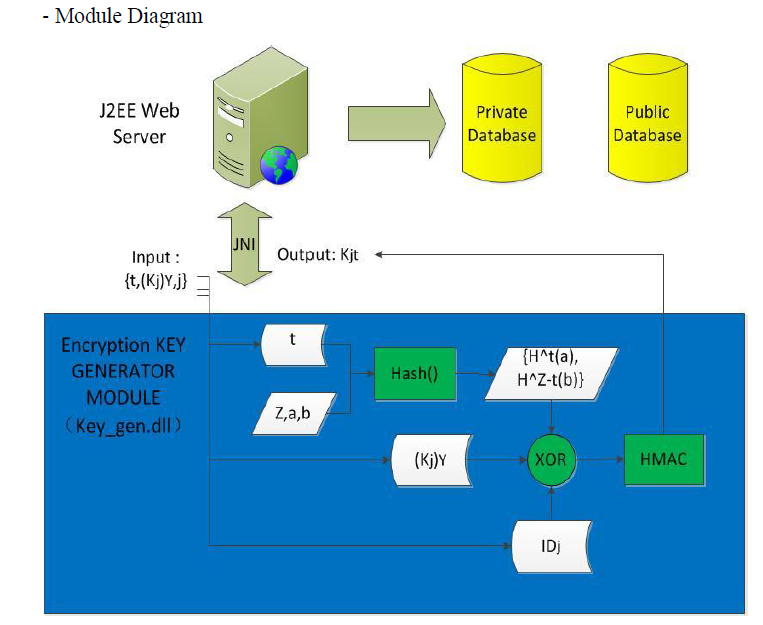 - Module Diagram
J2EE Web
Server
Private
Database
Public
Database
JNI
Input :
{t,(Kj)Y,j}
Output: Kjt
Encryption KEY
GENERATOR
MODULE
（Key_gen.dll）
t
Z,a,b
Hash()
{H^t(a),
H^Z-t(b)}
(Kj)Y
XOR
HMAC
IDj